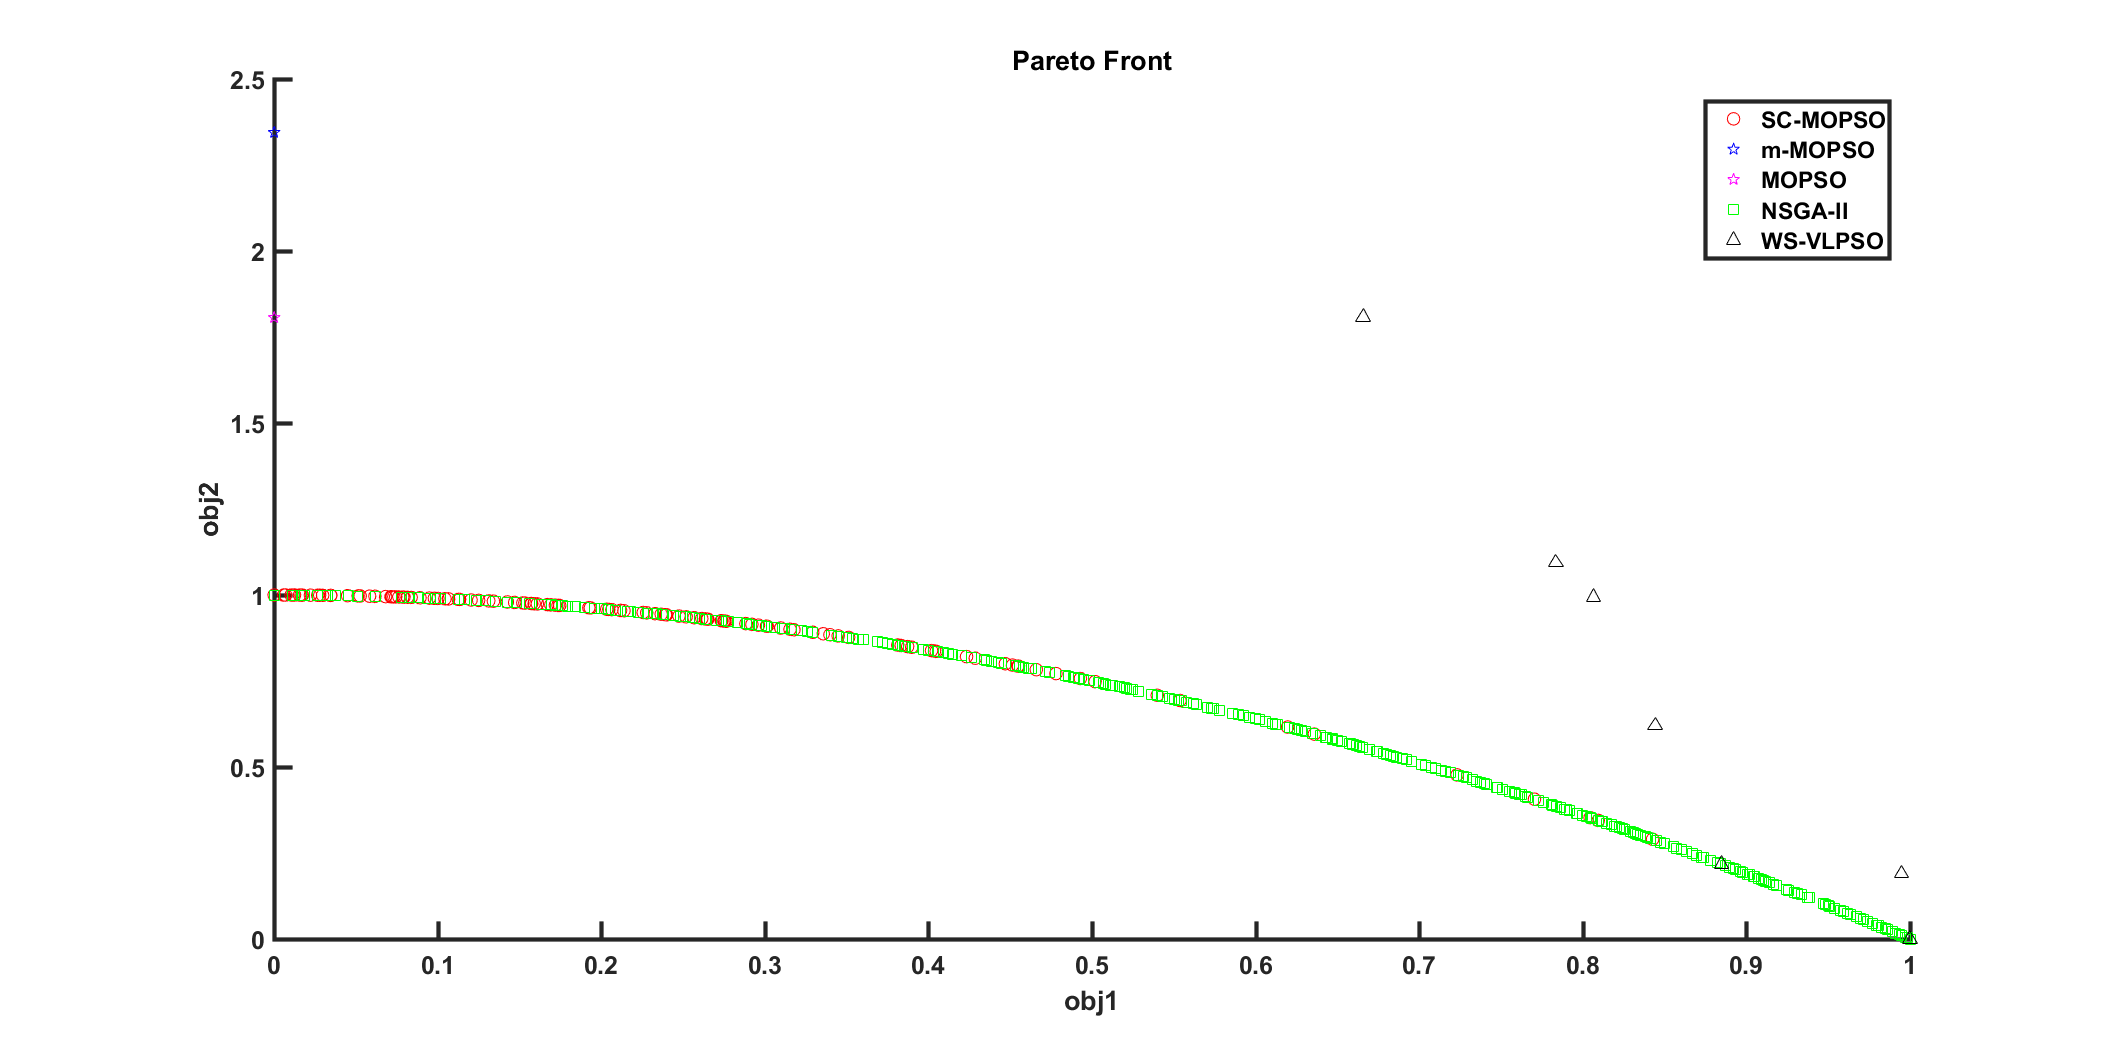 Pareto Front
SC-MOPSO
m-MOPSO
MOPSO
NSGA-II
WS-VLPSO
2.5
2
1.5
1
0.5
0
obj2
0 0.1 0.2 0.3 0.4 0.5 0.6 0.7 0.8 0.9 1
obj1